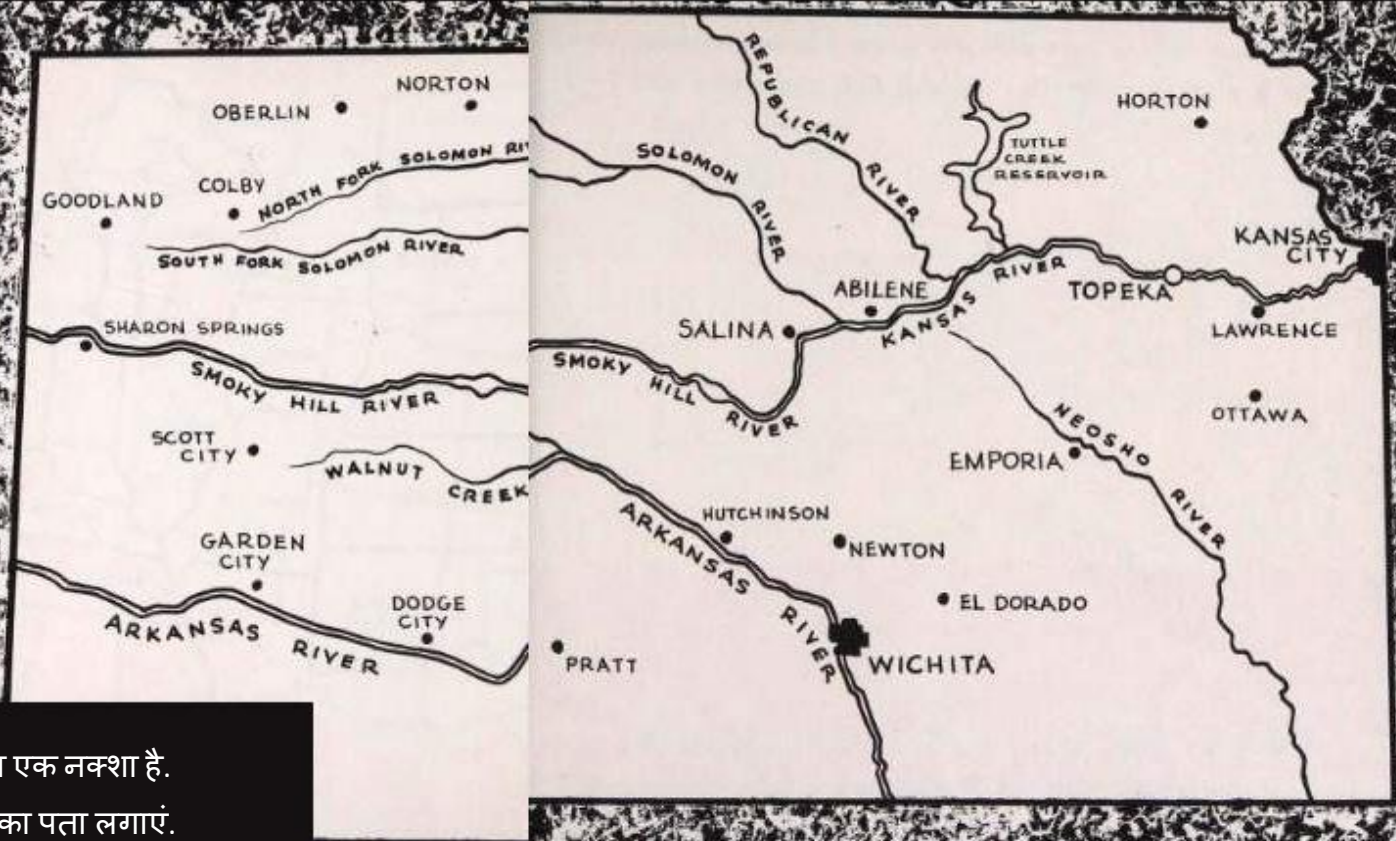 NORTON
OBERLIN
NORTH FORK SOLOMON
COLBY
GOODLAND
SOUTH FORK SOLOMON RIVER
SHARON SPRINGS
SMOKY HILL RIVER
SCOTT
CITY
WALNUT CREEK
GARDEN
CITY
DODGE
CITY
ARKANSAS RIVER
एक नक्शा है.
का पता लगाएं.
REPUBLICAN RIVER
HORTON
TUTTLE
CREEK
RESERVOIR
SOLOMON RIVER
KANSAS
CITY
ABILENE
KANSAS RIVER
TOPEKA
SALINA
LAWRENCE
SMOKY HILL RIVER
OTTAWA
NEOSHO RIVER
EMPORIA
HUTCHINSON
ARKANSAS RIVER
NEWTON
EL DORADO
PRATT
WICHITA